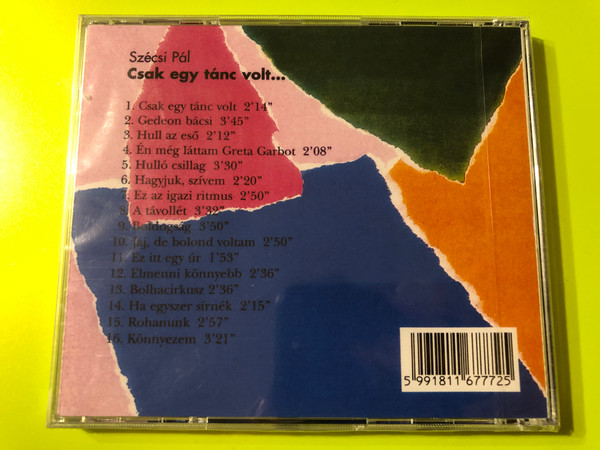 Szécsi Pál
Csak egy tánc volt...
1. Csak egy tánc volt 2'14"
2. Gedeon bácsi 3'45"
3. Hull az eső 2'12"
4. Én még láttam Greta Garbot 2'08"
5. Hulló csillag 3'30"
6. Hagyjuk, szívem 2'20"
7. Ez az igazi ritmus 2'50"
8. A távollét 3'32"
9. Boldogság 3'50"
10. Jaj, de bolond voltam 2'50"
11. Ez itt egy úr 1'53"
12. Elmenni könnyebb 2'36"
13. Bolhacirkusz 2'36"
14. Ha egyszer sírnék 2'15"
15. Rohanunk 2'57"
16. Könnyezem 3'21"
5 991811 677725